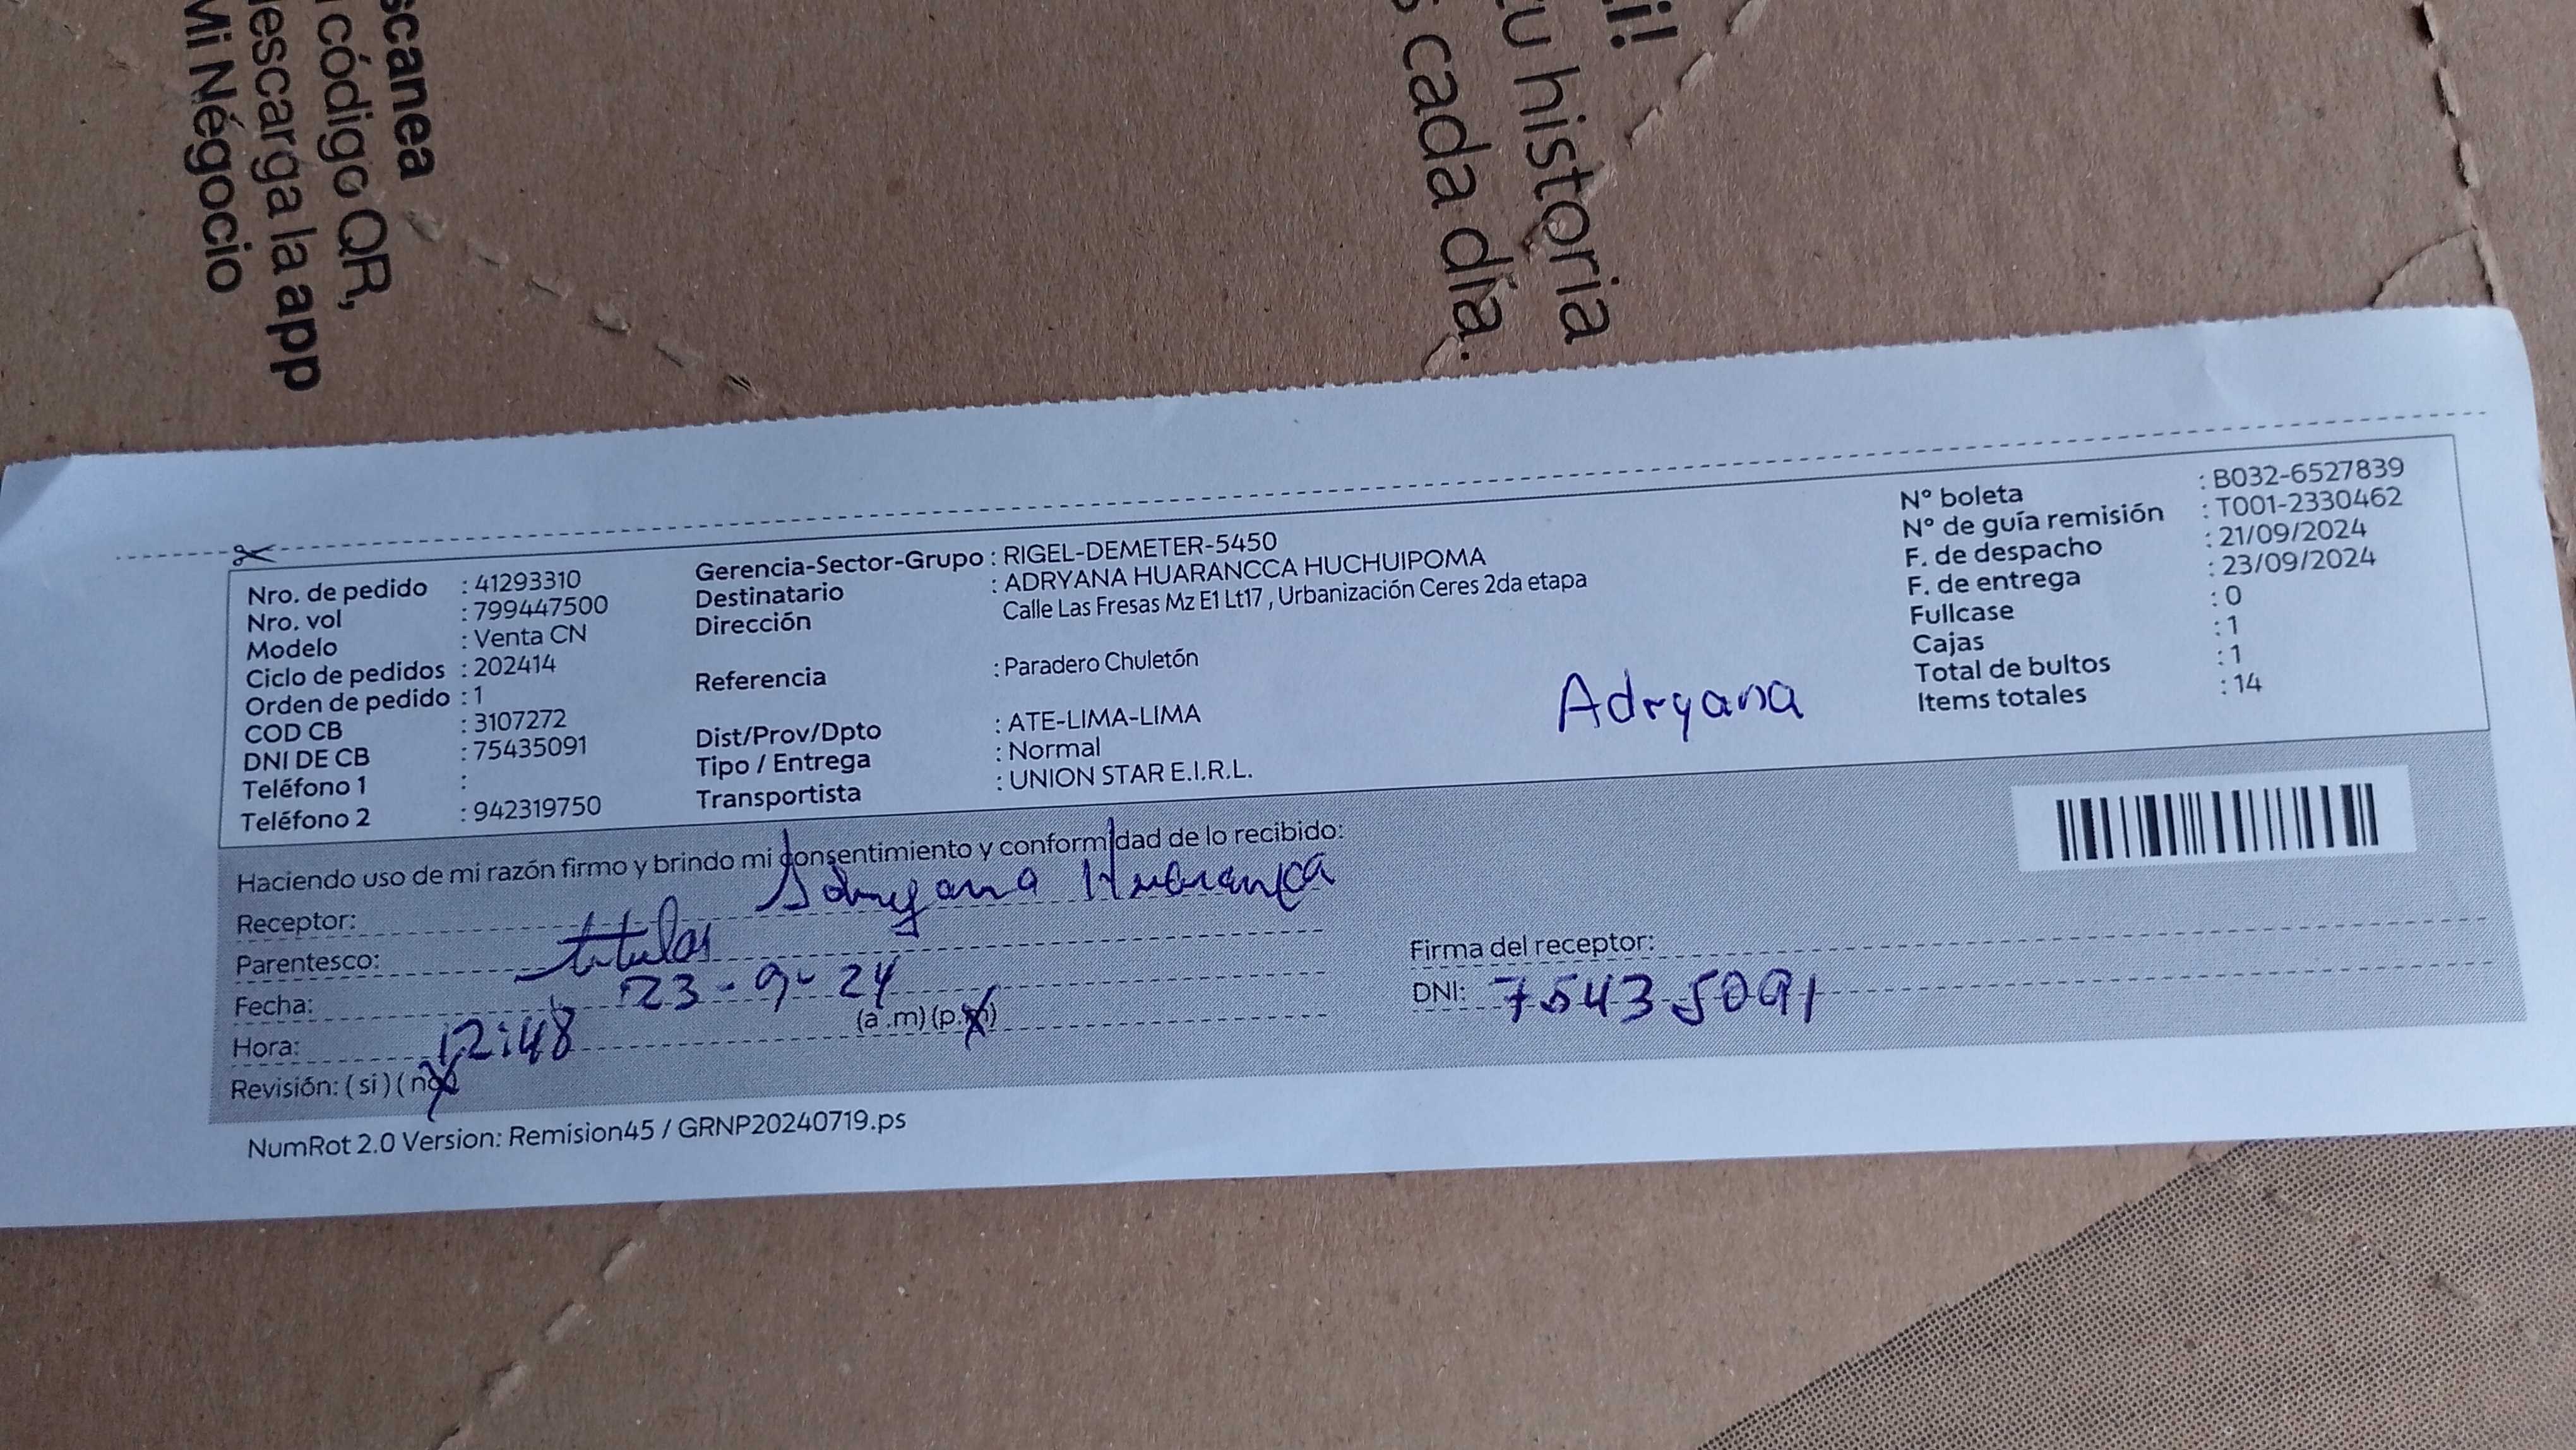 scanea
código QR,
escarga la app
Mi Négocio
i!
tu historia
s cada día.
Nro. de pedido : 41293310
Nro. vol : 799447500
Modelo : Venta CN
Ciclo de pedidos : 202414
Orden de pedido : 1
COD CB : 3107272
DNI DE CB : 75435091
Teléfono 1 :
Teléfono 2 : 942319750
Gerencia-Sector-Grupo : RIGEL-DEMETER-5450
Destinatario : ADRYANA HUARANCCA HUCHUIPOMA
Dirección Calle Las Fresas Mz E1 Lt17 , Urbanización Ceres 2da etapa
Referencia : Paradero Chuletón
Dist/Prov/Dpto : ATE-LIMA-LIMA
Tipo / Entrega : Normal
Transportista : UNION STAR E.I.R.L.
Adryana
N° boleta : B032-6527839
N° de guía remisión : T001-2330462
F. de despacho : 21/09/2024
F. de entrega : 23/09/2024
Fullcase : 0
Cajas : 1
Total de bultos : 1
Items totales : 14
Haciendo uso de mi razón firmo y brindo mi consentimiento y conformidad de lo recibido:
Receptor: Adryana Huarancca
Parentesco: titular
Fecha: 23-9-24
Hora: 12:48 (a .m) (p.m)
Revisión: ( si ) ( no )
Firma del receptor:
DNI: 75435091
NumRot 2.0 Version: Remision45 / GRNP20240719.ps